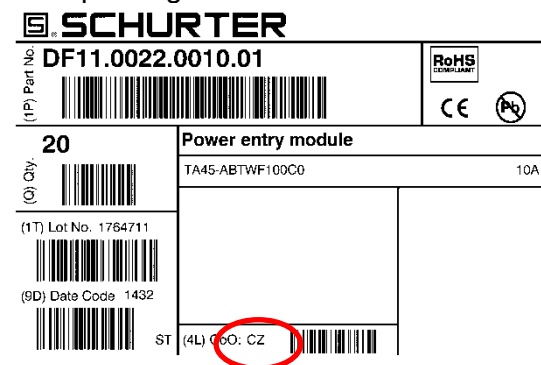 SCHURTER
(1P) Part No.
DF11.0022.0010.01
RoHS
COMPLIANT
CE
Pb
(Q) Qty.
20
Power entry module
TA45-ABTWF100C0 10A
(1T) Lot No. 1764711
(9D) Date Code 1432
ST
(4L) CoO: CZ